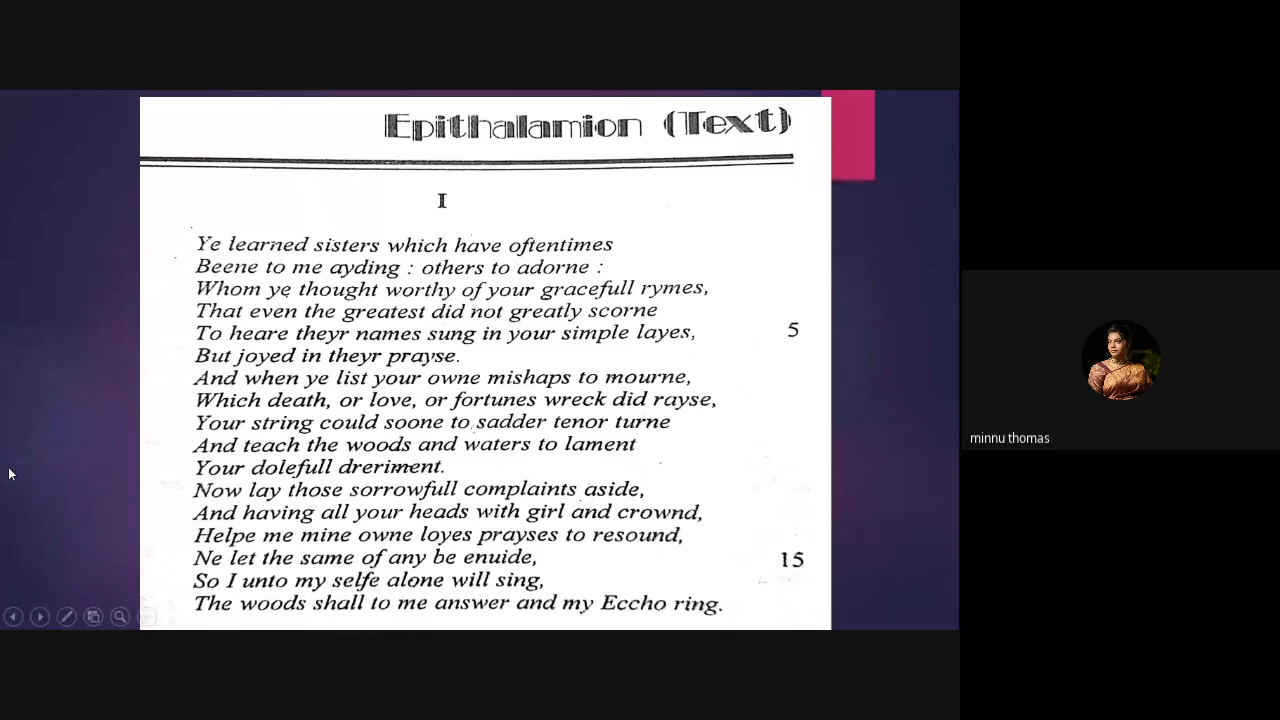 Epithalamion (Text)
I
Ye learned sisters which have oftentimes
Beene to me ayding : others to adorne :
Whom ye thought worthy of your gracefull rymes,
That even the greatest did not greatly scorne
To heare theyr names sung in your simple layes, 5
But joyed in theyr prayse.
And when ye list your owne mishaps to mourne,
Which death, or love, or fortunes wreck did rayse,
Your string could soone to sadder tenor turne
And teach the woods and waters to lament
Your dolefull dreriment.
Now lay those sorrowfull complaints aside,
And having all your heads with girl and crownd,
Helpe me mine owne loyes prayses to resound,
Ne let the same of any be enuide, 15
So I unto my selfe alone will sing,
The woods shall to me answer and my Eccho ring.
minnu thomas